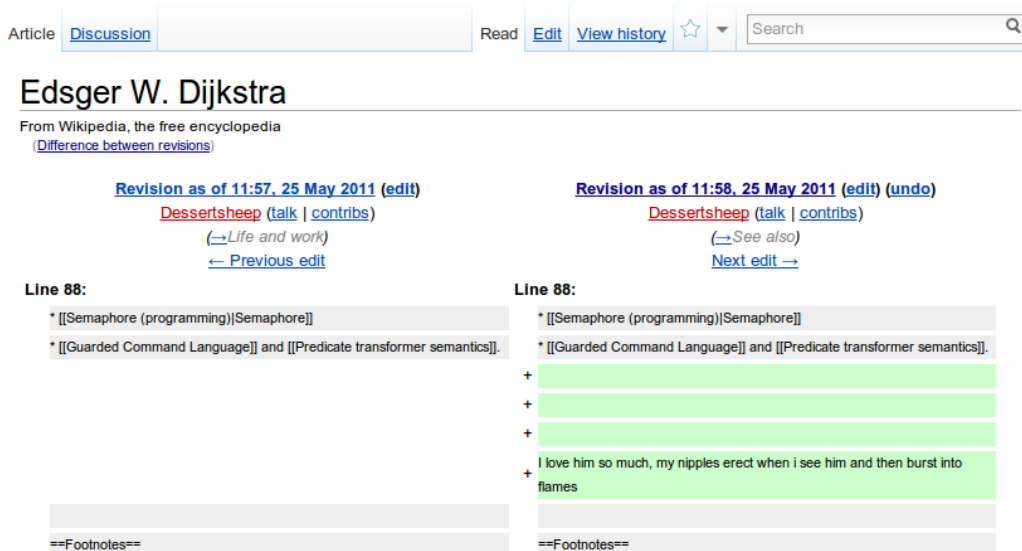 Article Discussion Read Edit View history Search
Edsger W. Dijkstra
From Wikipedia, the free encyclopedia
(Difference between revisions)
Revision as of 11:57, 25 May 2011 (edit) Revision as of 11:58, 25 May 2011 (edit) (undo)
Dessertsheep (talk | contribs) Dessertsheep (talk | contribs)
(→Life and work) (→See also)
← Previous edit Next edit →
Line 88: Line 88:
* [[Semaphore (programming)|Semaphore]] * [[Semaphore (programming)|Semaphore]]
* [[Guarded Command Language]] and [[Predicate transformer semantics]]. * [[Guarded Command Language]] and [[Predicate transformer semantics]].
+
+
+
+ I love him so much, my nipples erect when i see him and then burst into
flames
==Footnotes== ==Footnotes==